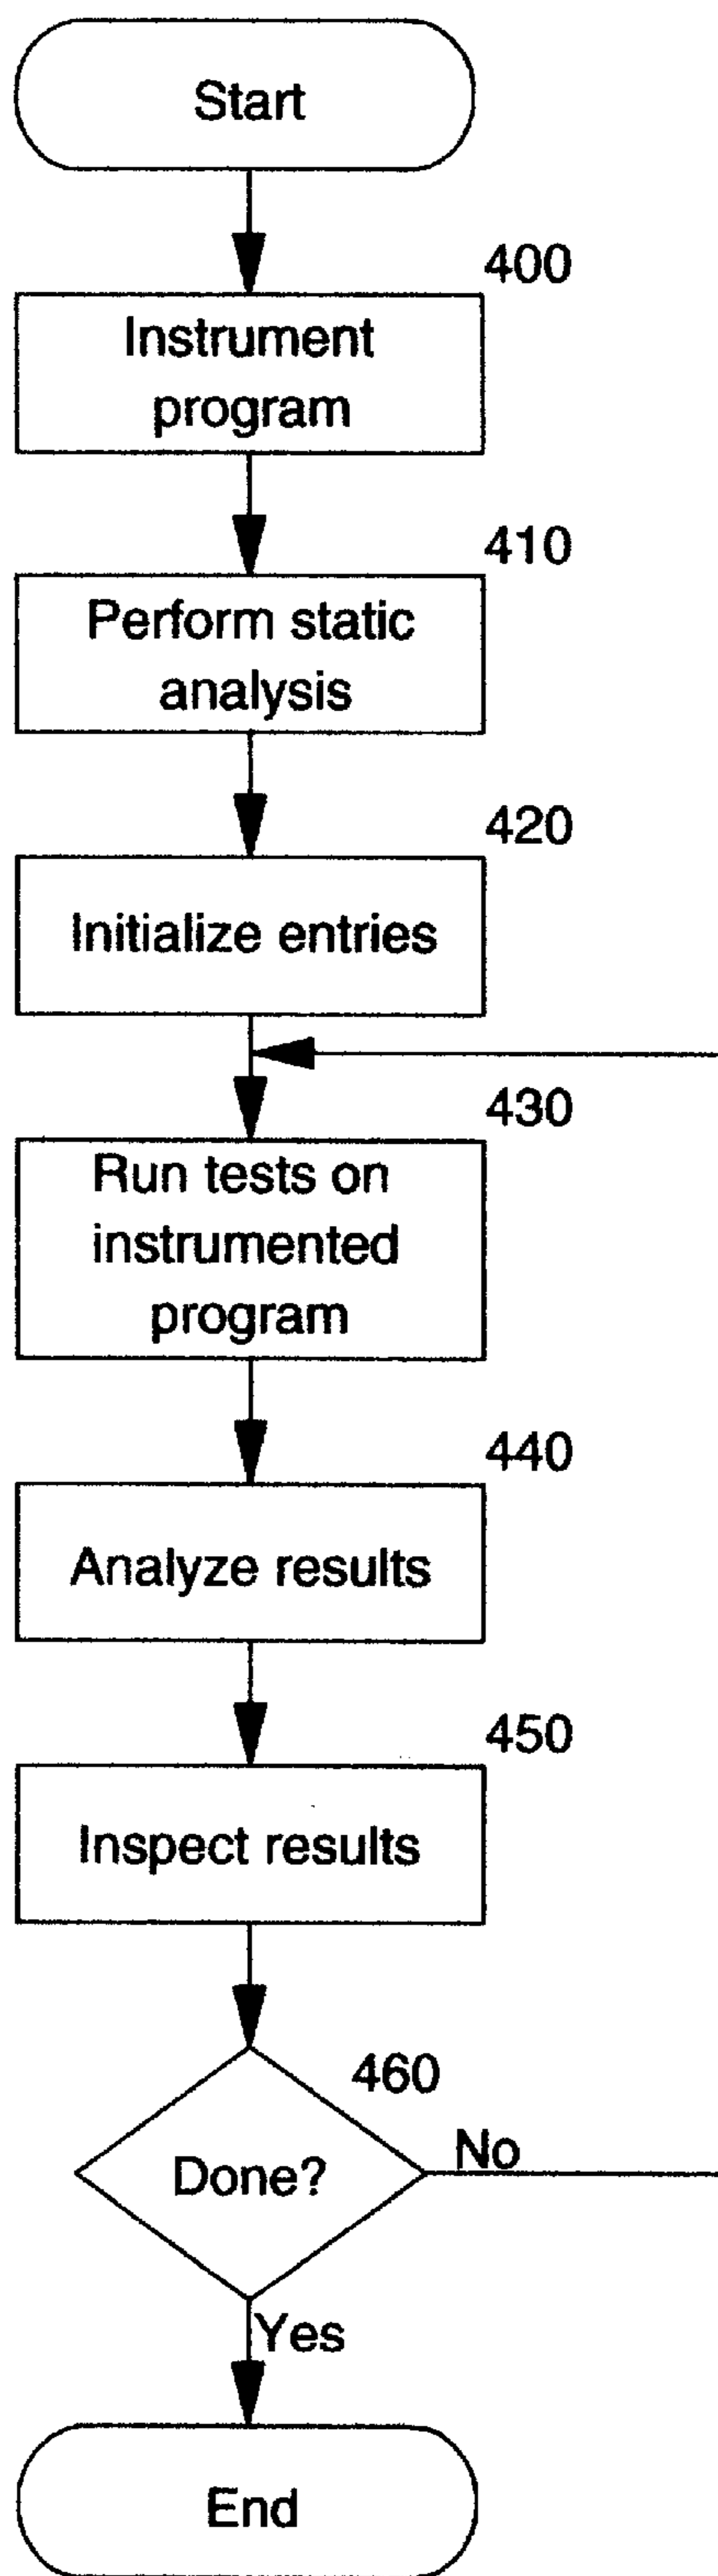 Start
400
Instrument
program
410
Perform static
analysis
420
Initialize entries
430
Run tests on
instrumented
program
440
Analyze results
450
Inspect results
460
Done?
No
Yes
End